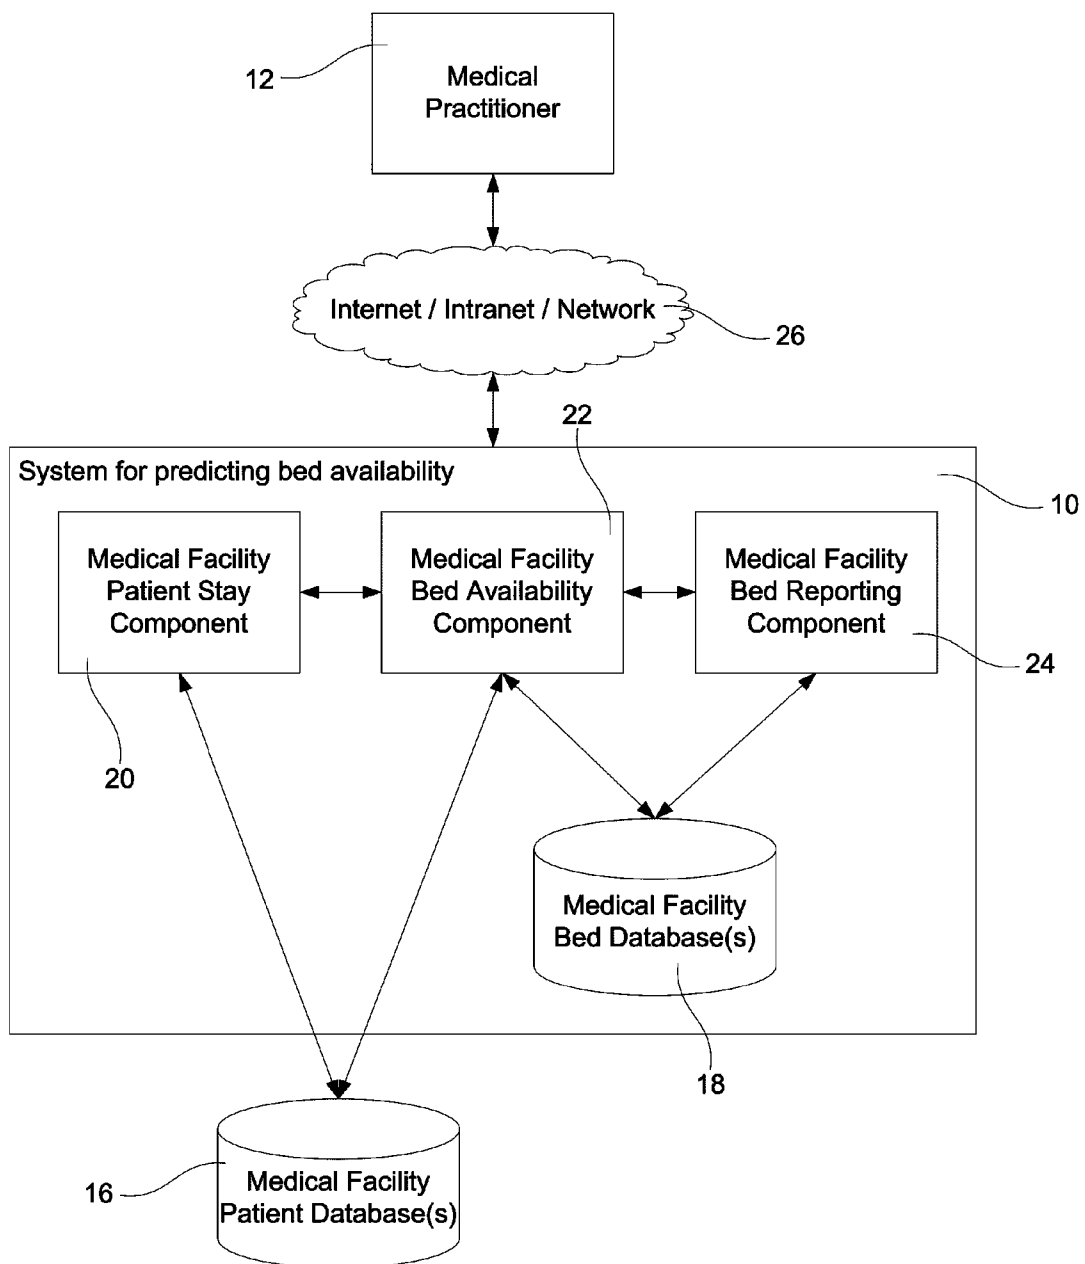 12
Medical
Practitioner
Internet / Intranet / Network
26
22
System for predicting bed availability
10
Medical Facility
Patient Stay
Component
Medical Facility
Bed Availability
Component
Medical Facility
Bed Reporting
Component
24
20
Medical Facility
Bed Database(s)
18
16
Medical Facility
Patient Database(s)